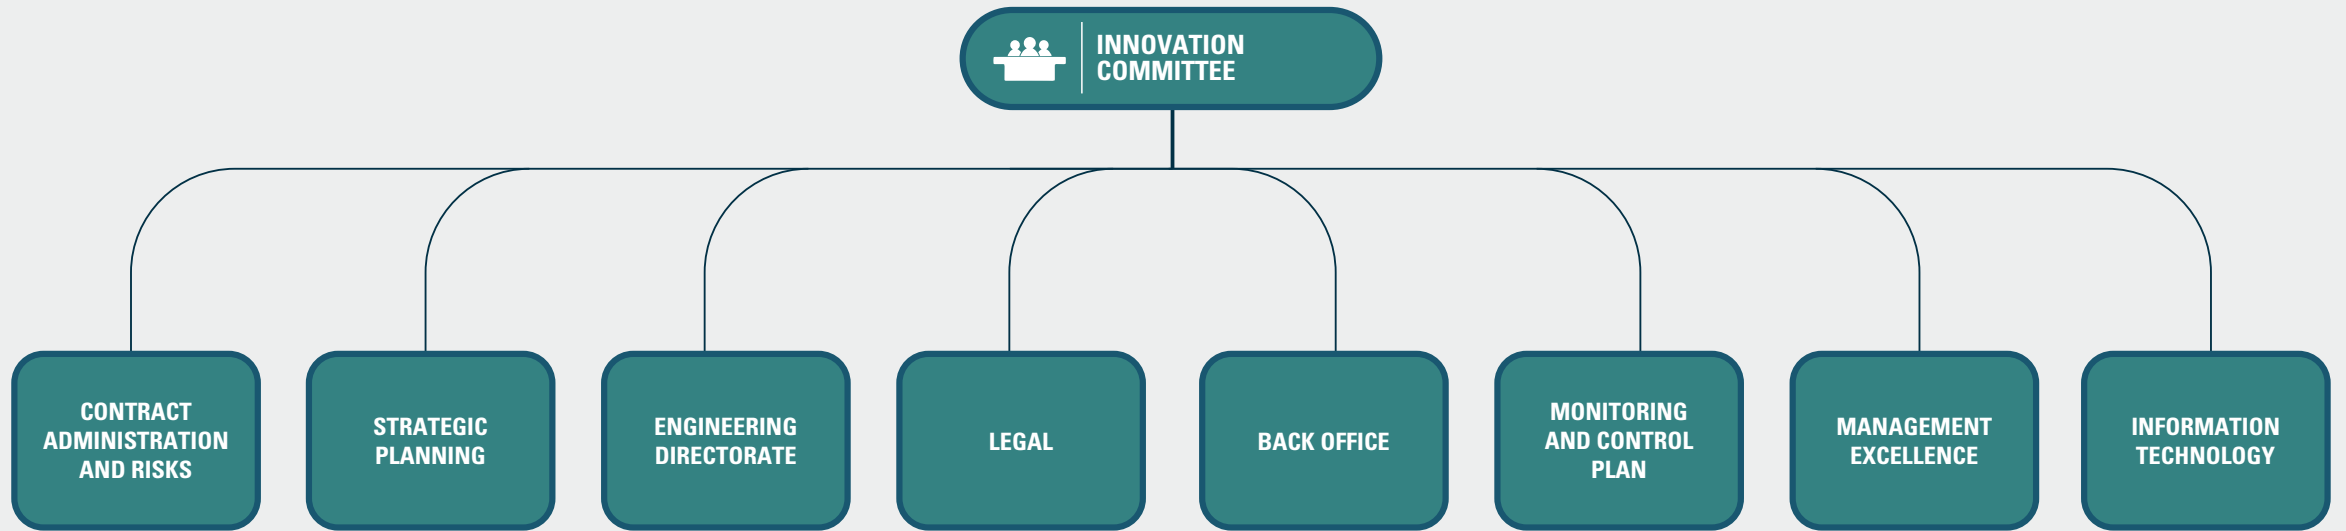 INNOVATION
COMMITTEE
CONTRACT
ADMINISTRATION
AND RISKS
STRATEGIC
PLANNING
ENGINEERING
DIRECTORATE
LEGAL
BACK OFFICE
MONITORING
AND CONTROL
PLAN
MANAGEMENT
EXCELLENCE
INFORMATION
TECHNOLOGY